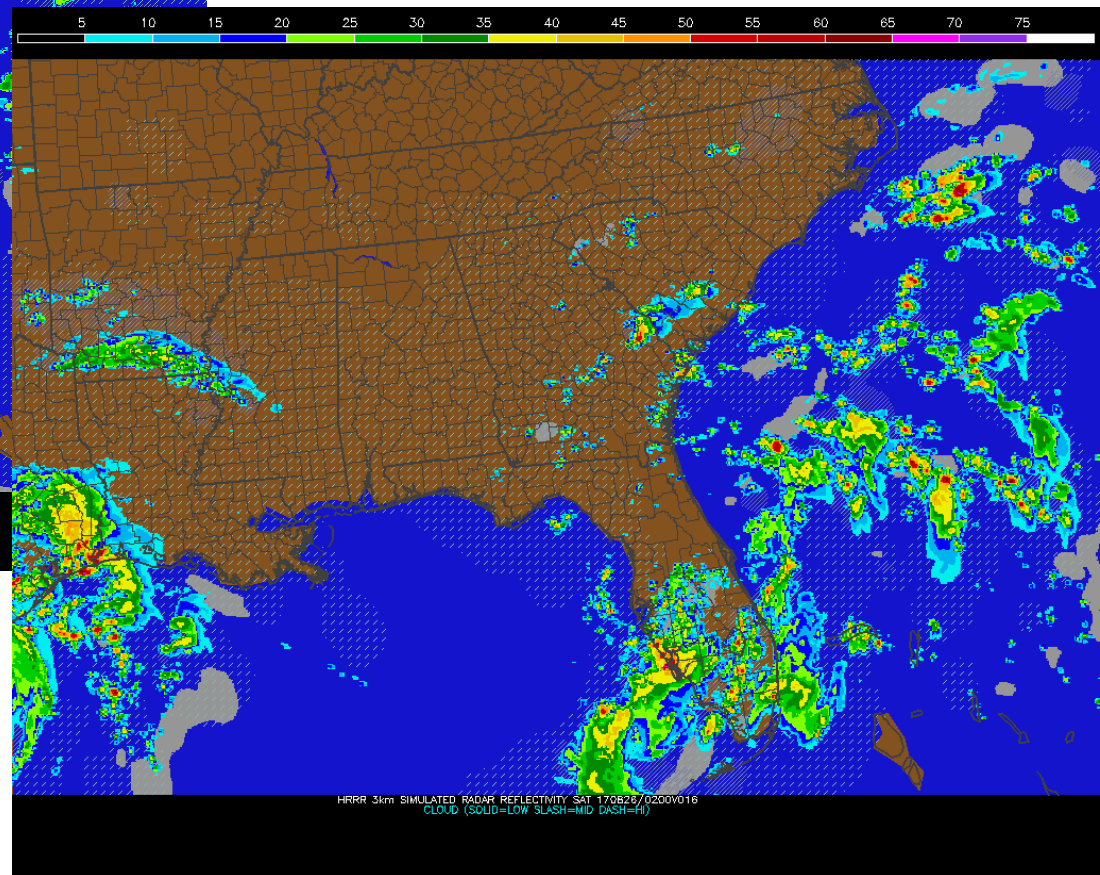 5 10 15 20 25 30 35 40 45 50 55 60 65 70 75
HRRR 3km SIMULATED RADAR REFLECTIVITY SAT 170826/0200V016
CLOUD (SOLID=LOW SLASH=MID DASH=HI)